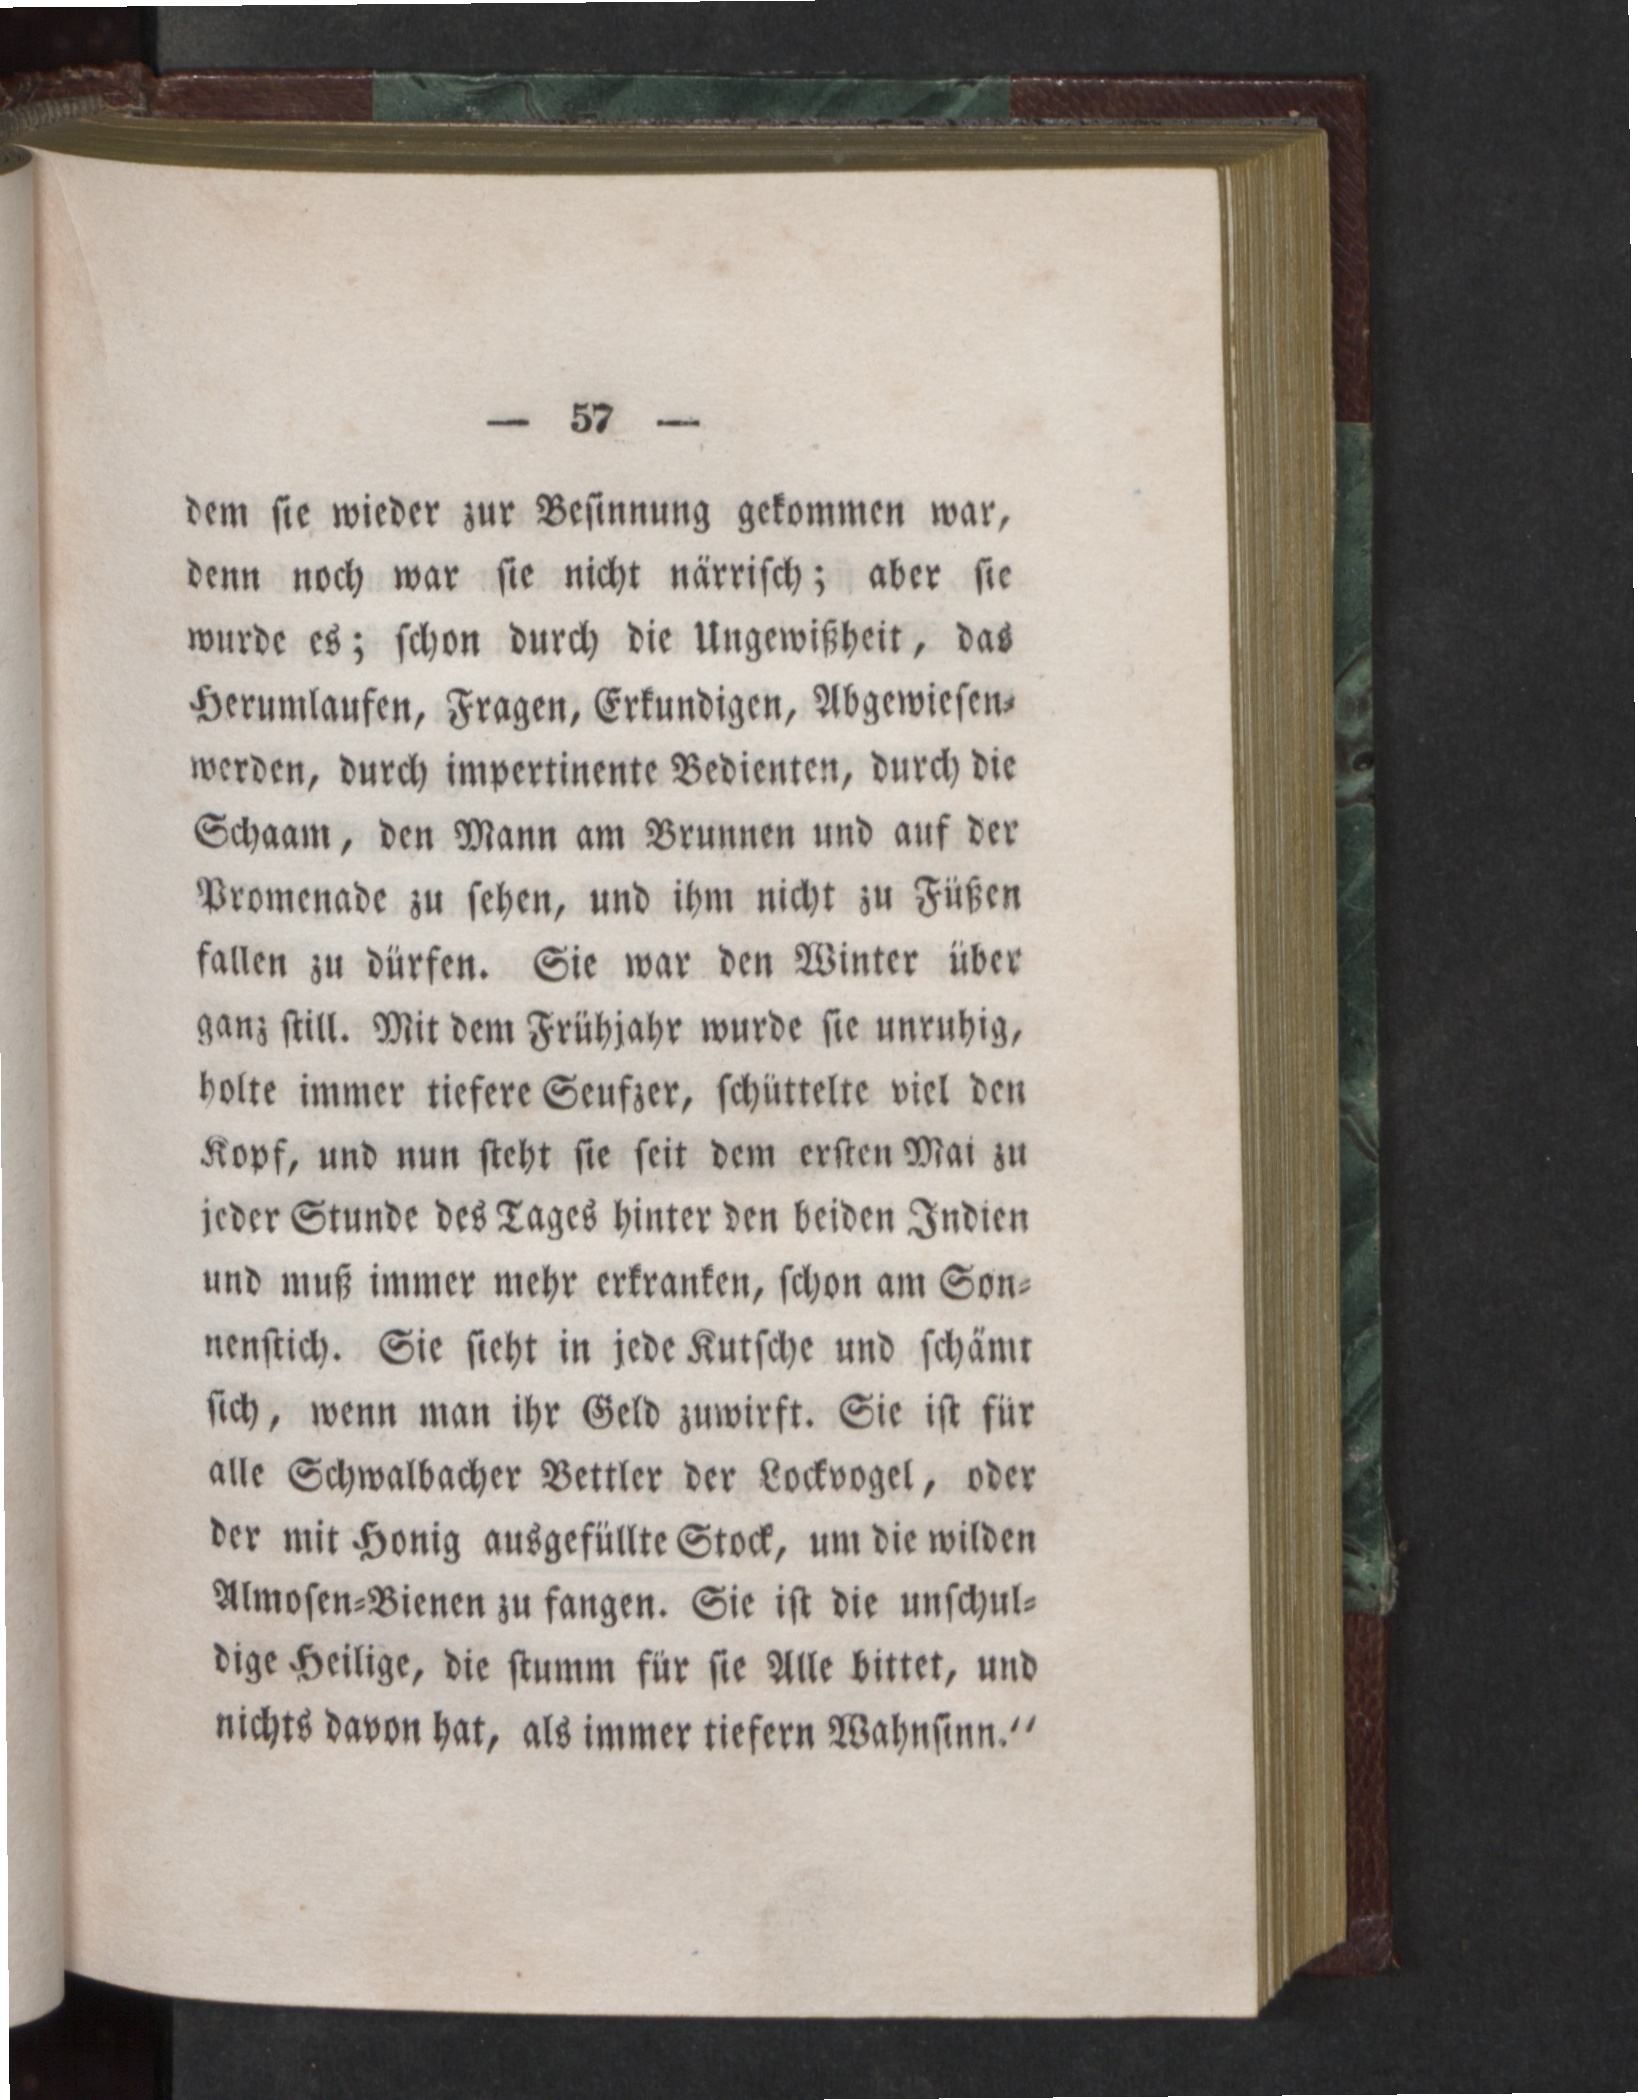 — 57 —
dem ſie wieder zur Beſinnung gekommen war,
denn noch war ſie nicht närriſch; aber ſie
wurde es; ſchon durch die Ungewißheit, das
Herumlaufen, Fragen, Erkundigen, Abgewieſen⸗
werden, durch impertinente Bedienten, durch die
Schaam, den Mann am Brunnen und auf der
Promenade zu ſehen, und ihm nicht zu Füßen
fallen zu dürfen. Sie war den Winter über
ganz ſtill. Mit dem Frühjahr wurde ſie unruhig,
holte immer tiefere Seufzer, ſchüttelte viel den
Kopf, und nun ſteht ſie ſeit dem erſten Mai zu
jeder Stunde des Tages hinter den beiden Indien
und muß immer mehr erkranken, ſchon am Son⸗
nenſtich. Sie ſieht in jede Kutſche und ſchämt
ſich, wenn man ihr Geld zuwirft. Sie iſt für
alle Schwalbacher Bettler der Lockvogel, oder
der mit Honig ausgefüllte Stock, um die wilden
Almoſen⸗Bienen zu fangen. Sie iſt die unſchul⸗
dige Heilige, die ſtumm für ſie Alle bittet, und
nichts davon hat, als immer tiefern Wahnſinn.“